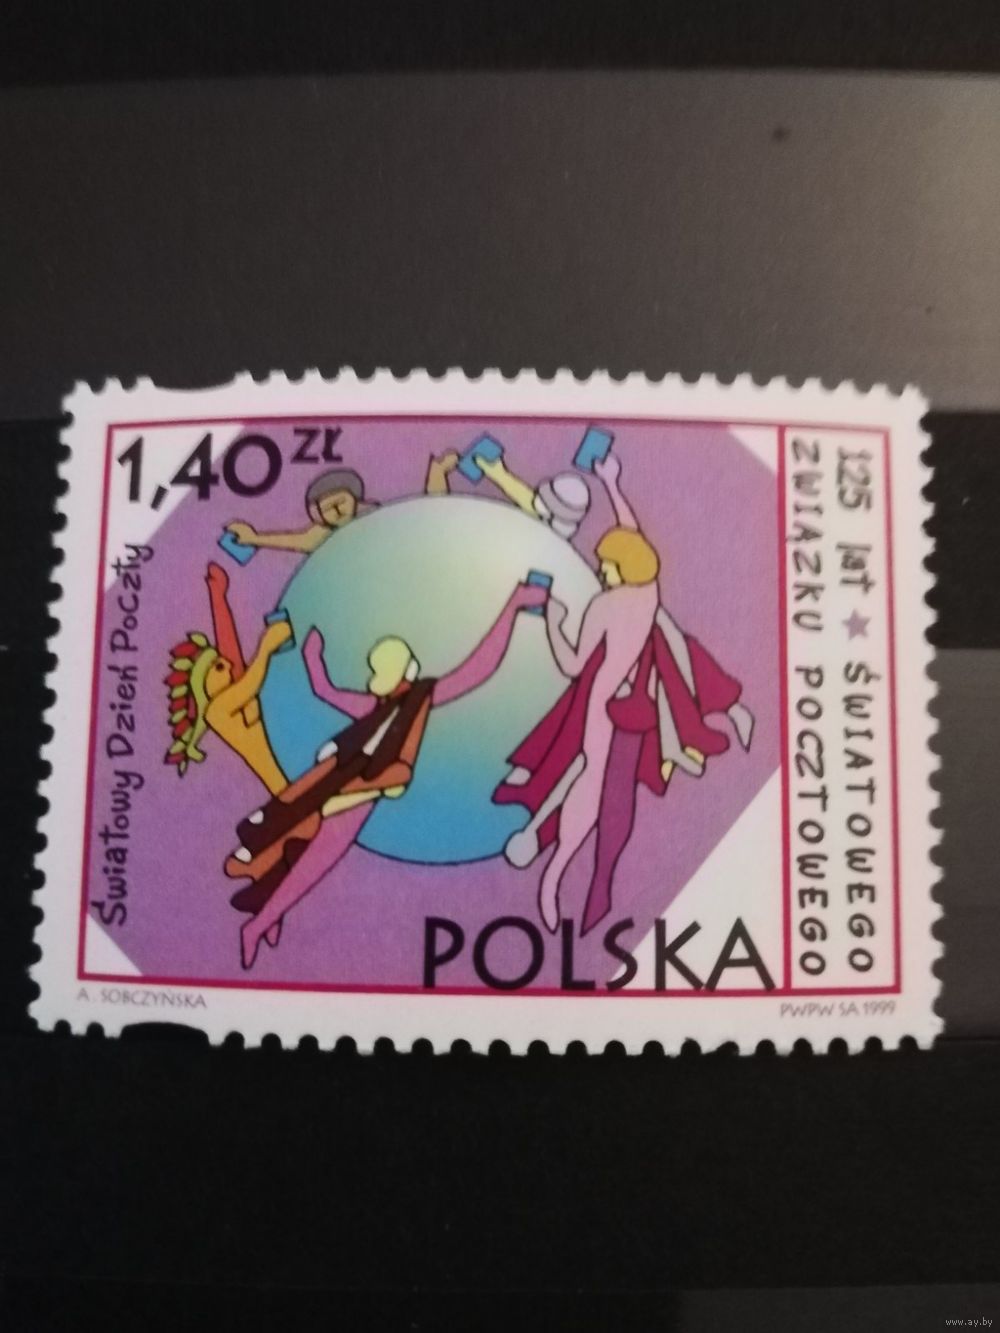 1,40 ZŁ
Światowy Dzień Poczty
125 lat ★ ŚWIATOWEGO
ZWIĄZKU POCZTOWEGO
POLSKA
A. SOBCZYŃSKA
PWPW SA 1999
www.ay.by